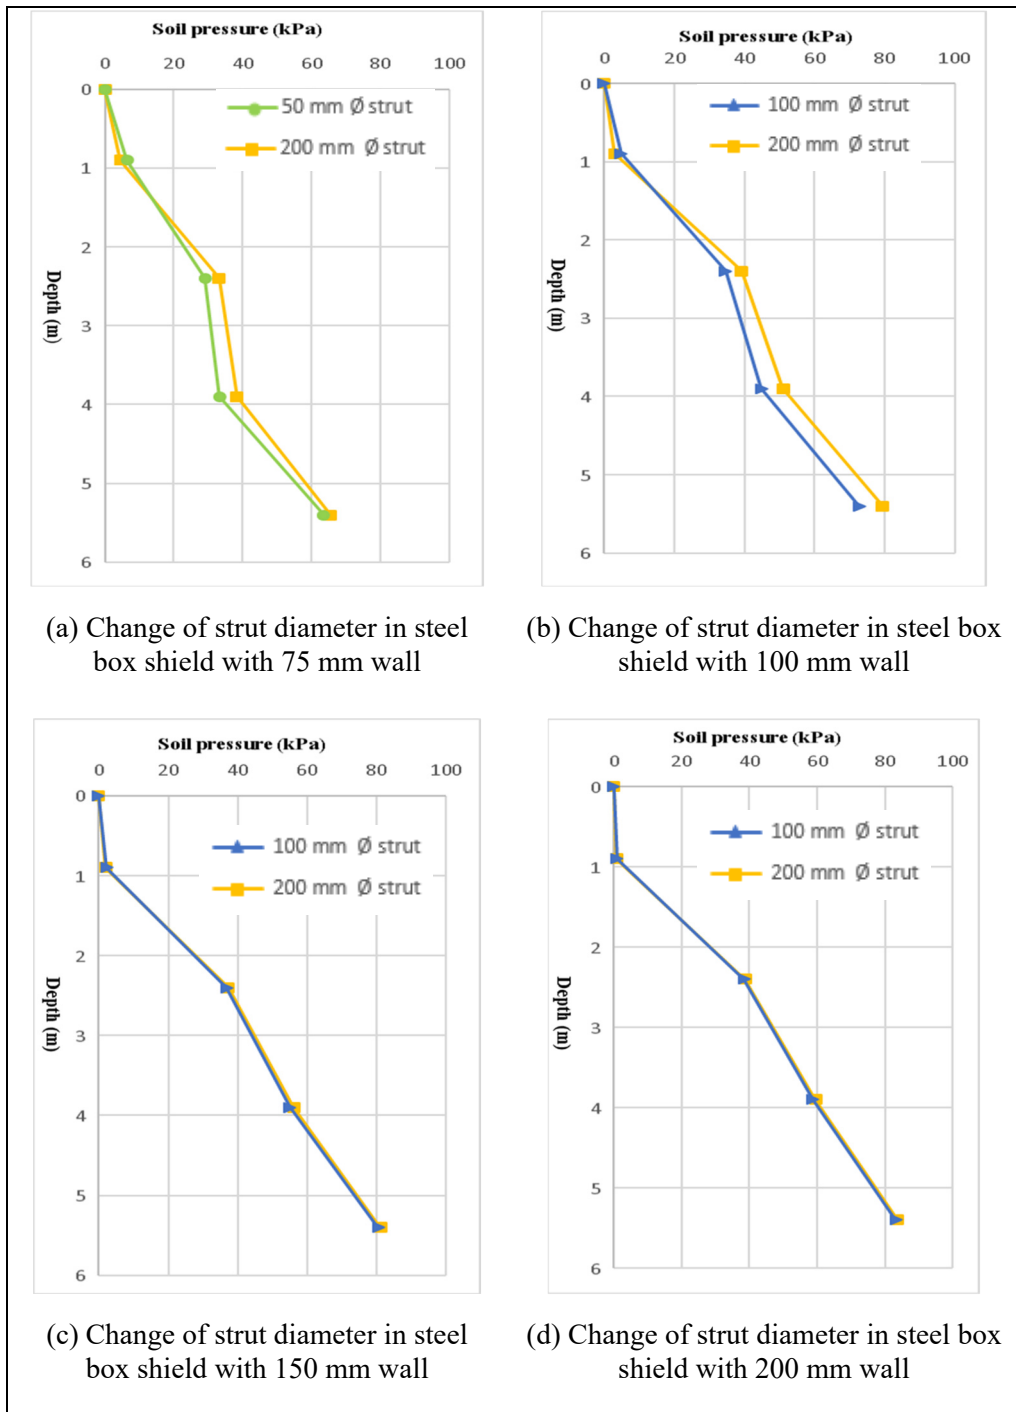 Soil pressure (kPa)
0 20 40 60 80 100
0
1
2
3
4
5
6
Depth (m)
50 mm Ø strut
200 mm Ø strut
(a) Change of strut diameter in steel
box shield with 75 mm wall
Soil pressure (kPa)
0 20 40 60 80 100
0
1
2
3
4
5
6
Depth (m)
100 mm Ø strut
200 mm Ø strut
(b) Change of strut diameter in steel box
shield with 100 mm wall
Soil pressure (kPa)
0 20 40 60 80 100
0
1
2
3
4
5
6
Depth (m)
100 mm Ø strut
200 mm Ø strut
(c) Change of strut diameter in steel
box shield with 150 mm wall
Soil pressure (kPa)
0 20 40 60 80 100
0
1
2
3
4
5
6
Depth (m)
100 mm Ø strut
200 mm Ø strut
(d) Change of strut diameter in steel box
shield with 200 mm wall